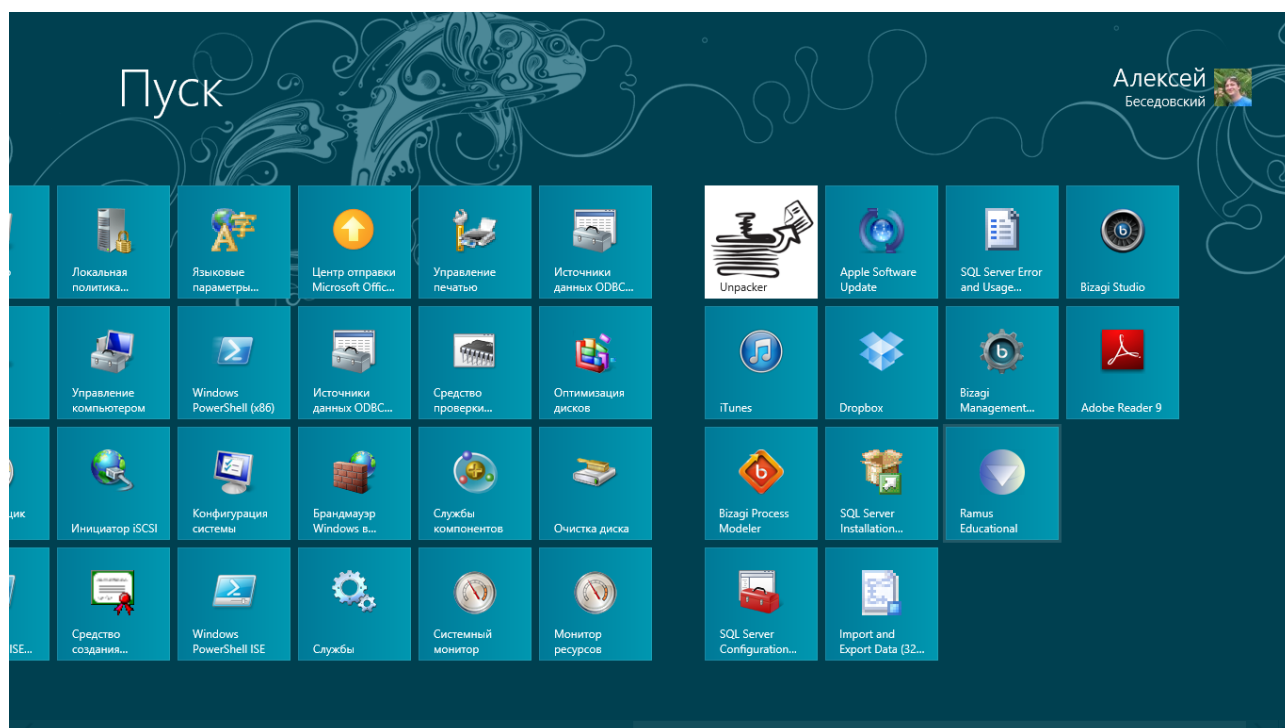 Пуск
Алексей
Беседовский
Локальная
политика...
Языковые
параметры...
Центр отправки
Microsoft Offic...
Управление
печатью
Источники
данных ODBC...
Unpacker
Apple Software
Update
SQL Server Error
and Usage...
Bizagi Studio
Управление
компьютером
Windows
PowerShell (x86)
Источники
данных ODBC...
Средство
проверки...
Оптимизация
дисков
iTunes
Dropbox
Bizagi
Management...
Adobe Reader 9
Инициатор iSCSI
Конфигурация
системы
Брандмауэр
Windows в...
Службы
компонентов
Очистка диска
Bizagi Process
Modeler
SQL Server
Installation...
Ramus
Educational
ISE...
Средство
создания...
Windows
PowerShell ISE
Службы
Системный
монитор
Монитор
ресурсов
SQL Server
Configuration...
Import and
Export Data (32...